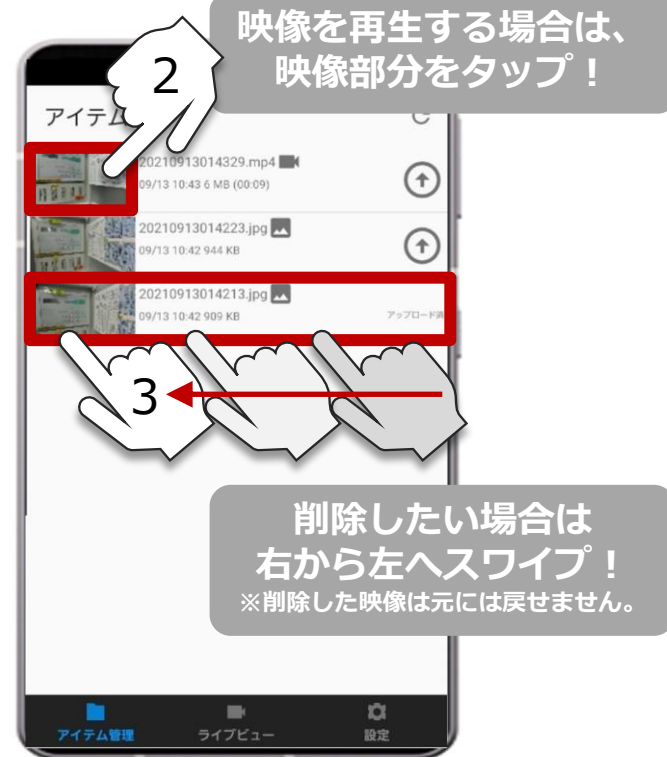 映像を再生する場合は、
映像部分をタップ！
2
アイテム
20210913014329.mp4
09/13 10:43 6 MB (00:09)
20210913014223.jpg
09/13 10:42 944 KB
20210913014213.jpg
09/13 10:42 909 KB
アップロード済
3
削除したい場合は
右から左へスワイプ！
※削除した映像は元には戻せません。
アイテム管理
ライブビュー
設定